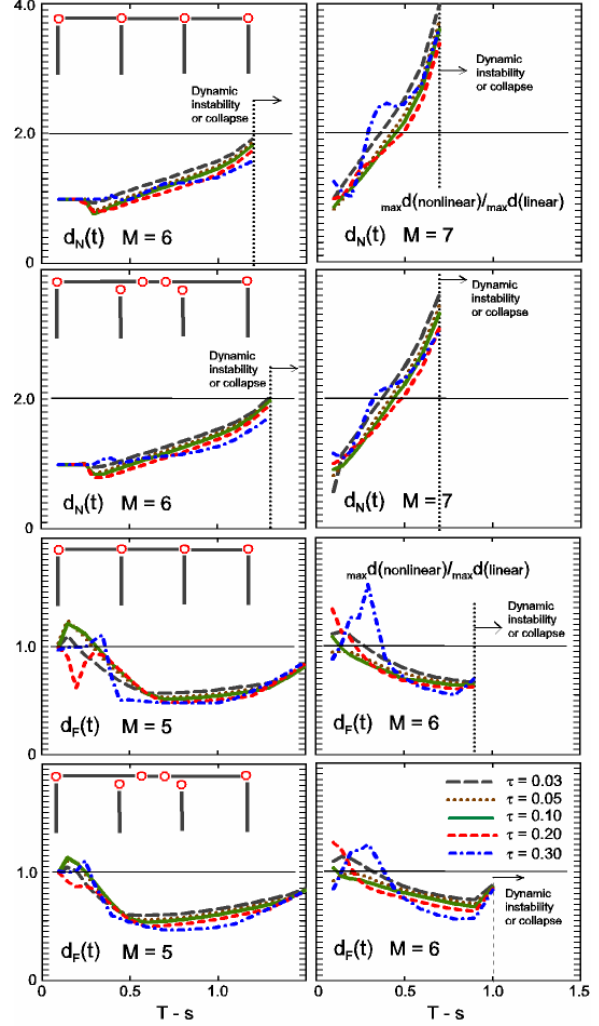 4.0
Dynamic
instability
or collapse
Dynamic
instability
or collapse
2.0
maxd(nonlinear)/maxd(linear)
dN(t) M = 6
dN(t) M = 7
0
Dynamic
instability
or collapse
Dynamic
instability
or collapse
2.0
dN(t) M = 6
dN(t) M = 7
0
maxd(nonlinear)/maxd(linear)
Dynamic
instability
or collapse
1.0
dF(t) M = 5
dF(t) M = 6
0
τ = 0.03
τ = 0.05
τ = 0.10
τ = 0.20
τ = 0.30
1.0
Dynamic
instability
or collapse
dF(t) M = 5
dF(t) M = 6
0
0 0.5 1.0 0 0.5 1.0 1.5
T - s T - s